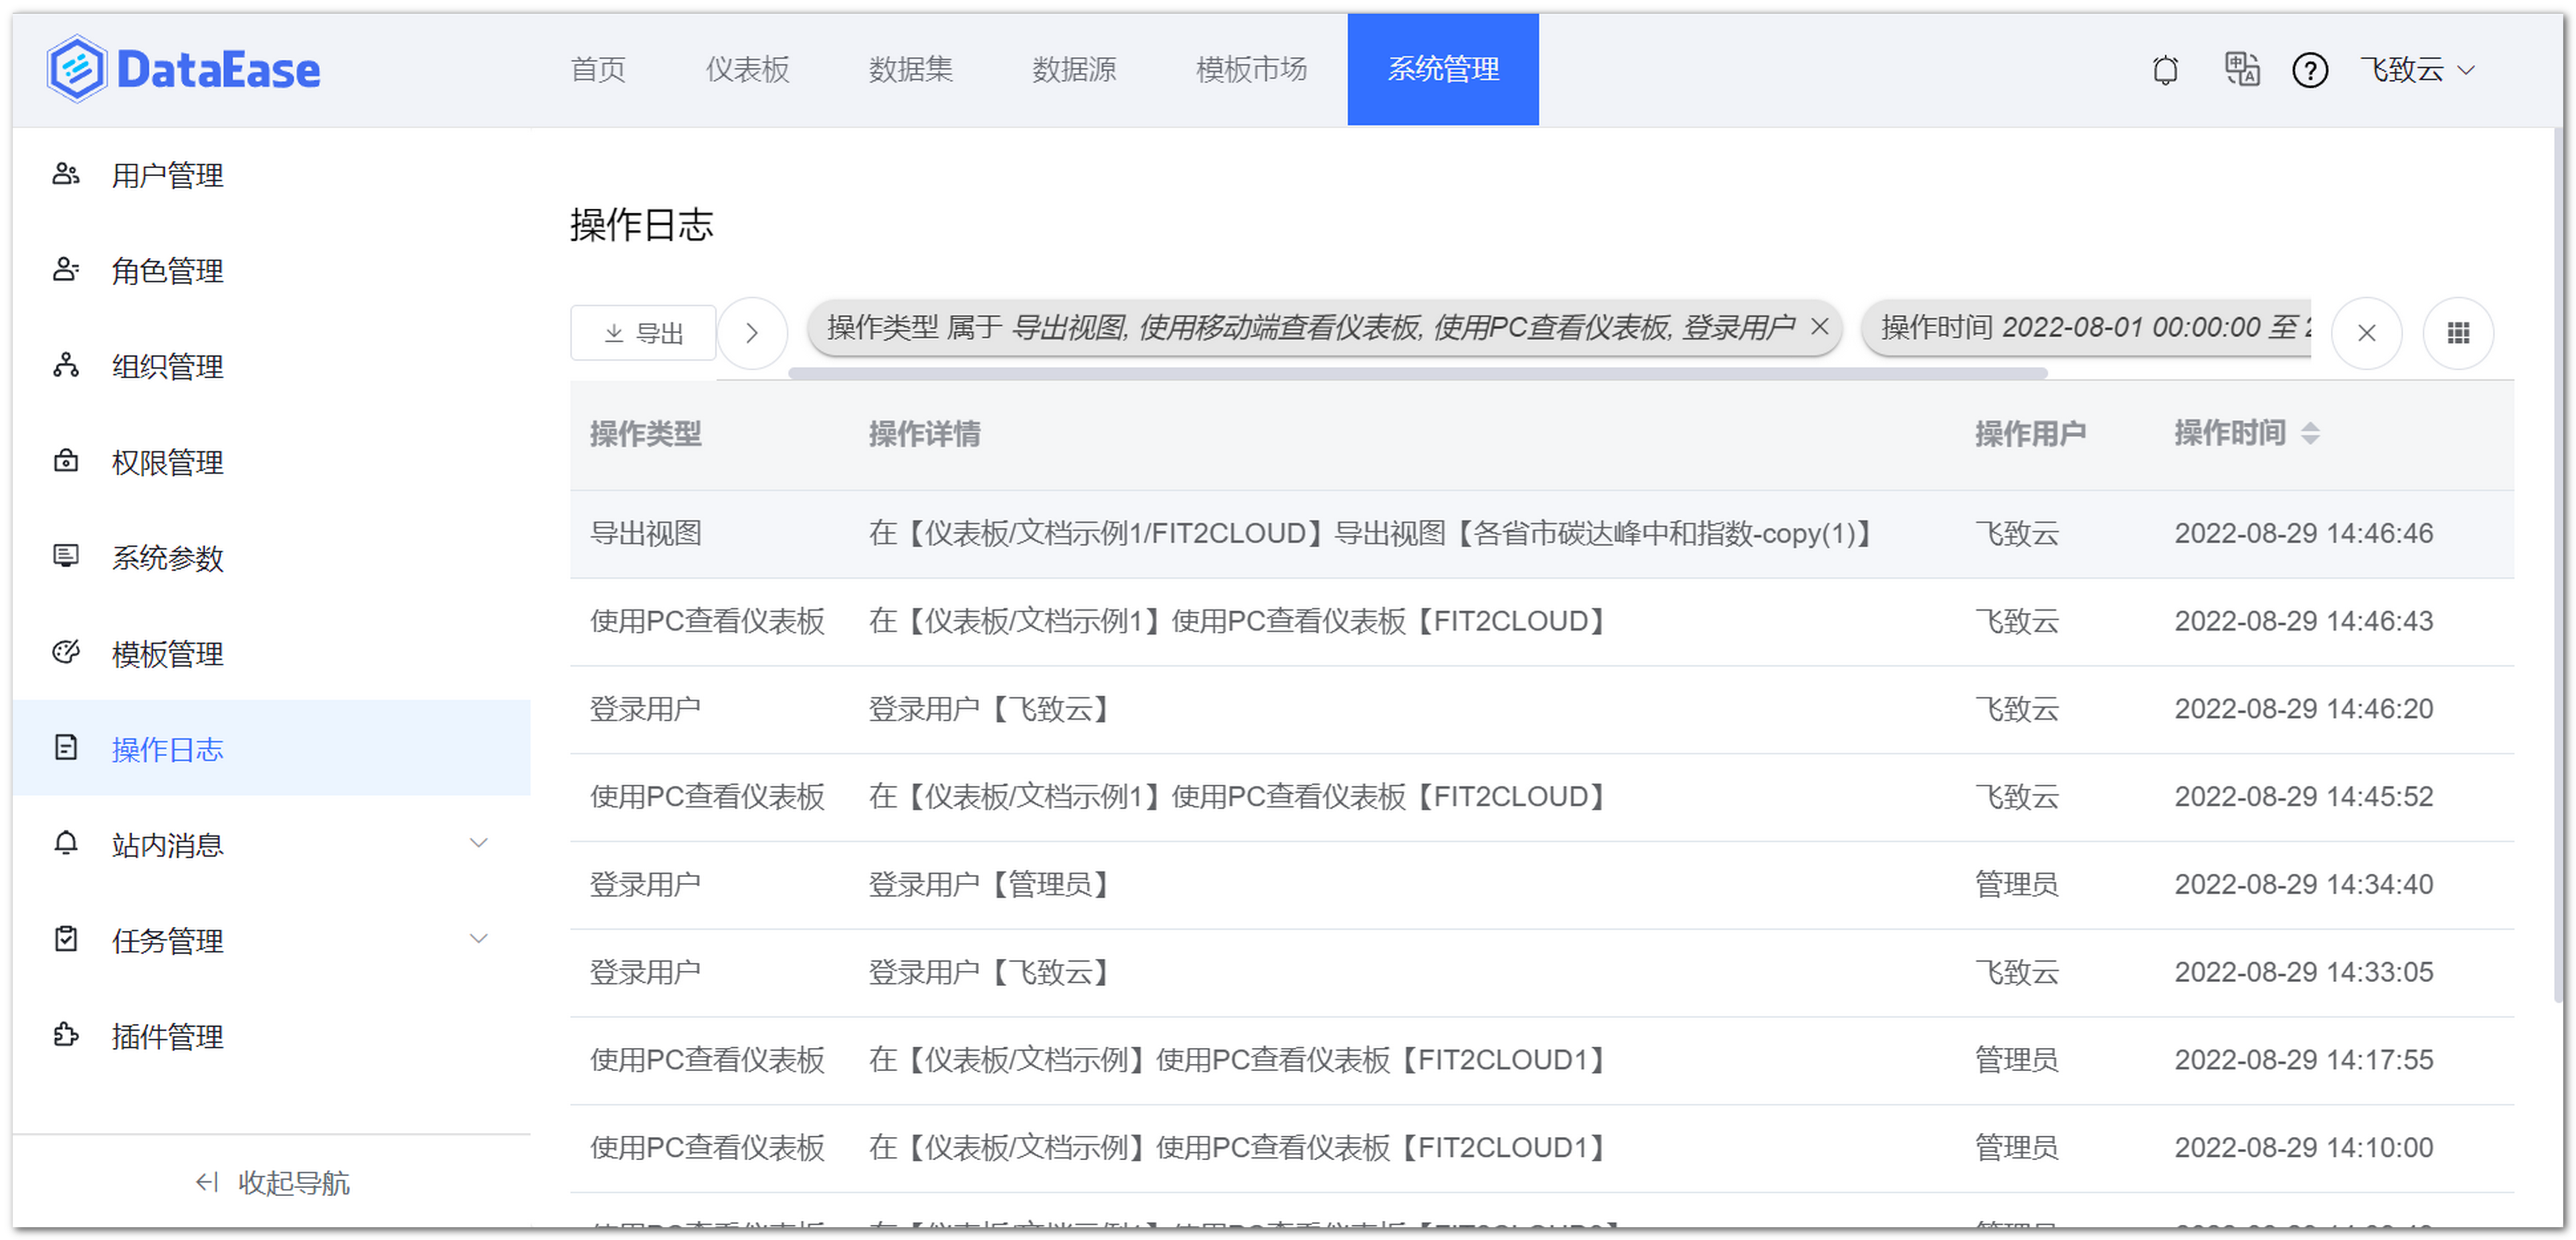 DataEase
首页 仪表板 数据集 数据源 模板市场 系统管理 飞致云
用户管理
角色管理
组织管理
权限管理
系统参数
模板管理
操作日志
站内消息
任务管理
插件管理
收起导航
操作日志
导出 操作类型 属于 导出视图, 使用移动端查看仪表板, 使用PC查看仪表板, 登录用户 操作时间 2022-08-01 00:00:00 至
操作类型 操作详情 操作用户 操作时间
导出视图 在【仪表板/文档示例1/FIT2CLOUD】导出视图【各省市碳达峰中和指数-copy(1)】 飞致云 2022-08-29 14:46:46
使用PC查看仪表板 在【仪表板/文档示例1】使用PC查看仪表板【FIT2CLOUD】 飞致云 2022-08-29 14:46:43
登录用户 登录用户【飞致云】 飞致云 2022-08-29 14:46:20
使用PC查看仪表板 在【仪表板/文档示例1】使用PC查看仪表板【FIT2CLOUD】 飞致云 2022-08-29 14:45:52
登录用户 登录用户【管理员】 管理员 2022-08-29 14:34:40
登录用户 登录用户【飞致云】 飞致云 2022-08-29 14:33:05
使用PC查看仪表板 在【仪表板/文档示例】使用PC查看仪表板【FIT2CLOUD1】 管理员 2022-08-29 14:17:55
使用PC查看仪表板 在【仪表板/文档示例】使用PC查看仪表板【FIT2CLOUD1】 管理员 2022-08-29 14:10:00